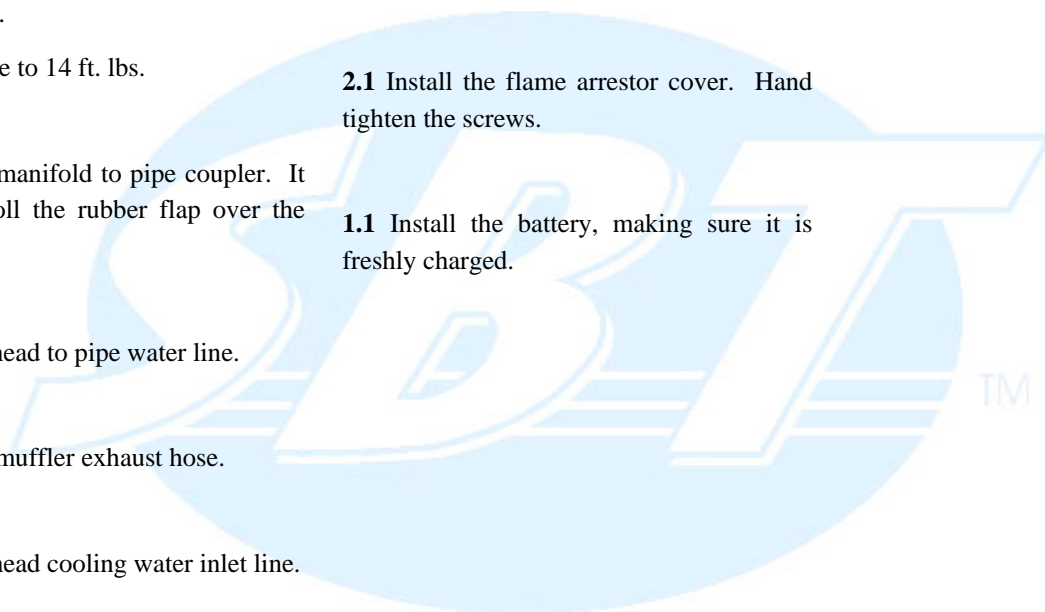 .
e to 14 ft. lbs.
manifold to pipe coupler. It
oll the rubber flap over the
head to pipe water line.
muffler exhaust hose.
head cooling water inlet line.
2.1 Install the flame arrestor cover. Hand
tighten the screws.
1.1 Install the battery, making sure it is
freshly charged.
SBT
TM